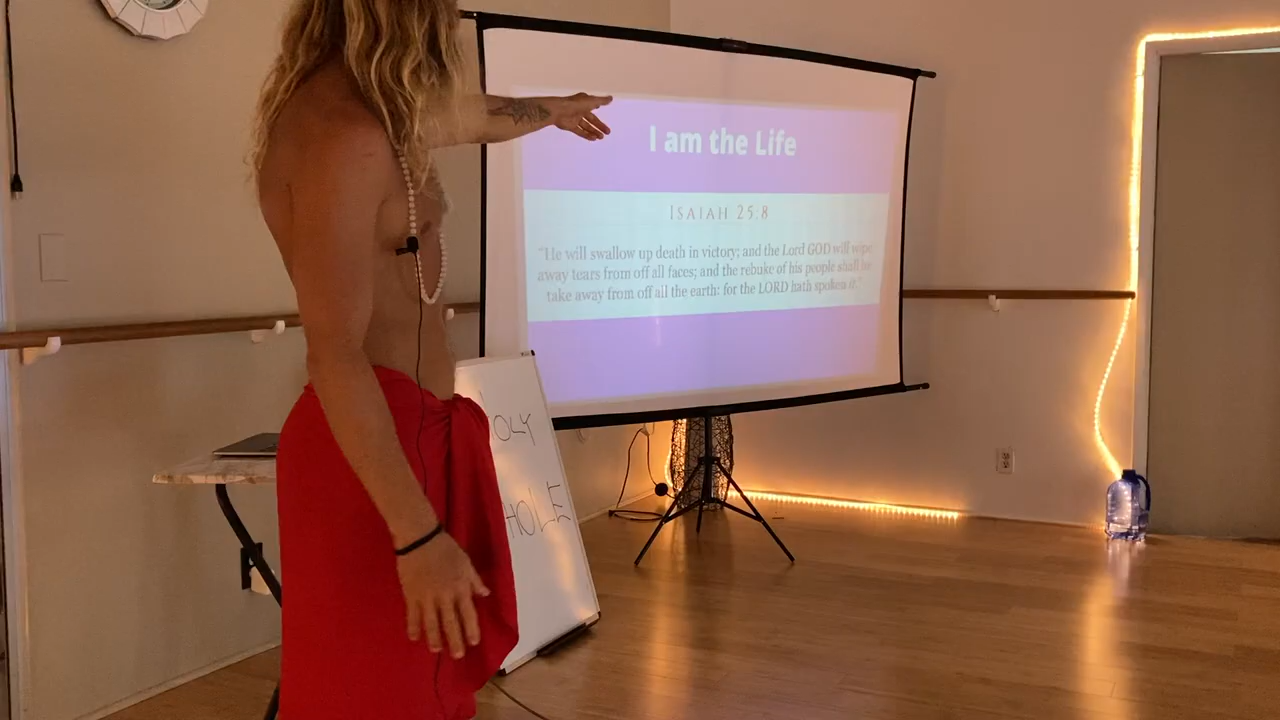 I am the Life
ISAIAH 25:8
"He will swallow up death in victory; and the Lord GOD will wipe
away tears from off all faces; and the rebuke of his people shall he
take away from off all the earth: for the LORD hath spoken it."
HOLY
WHOLE